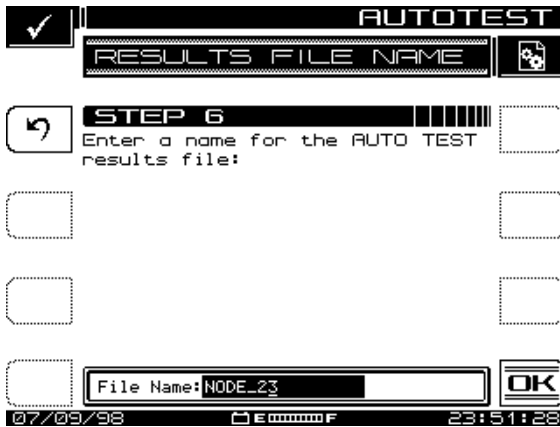 AUTOTEST
RESULTS FILE NAME
STEP 6
Enter a name for the AUTO TEST
results file:
File Name:NODE_23
OK
07/09/98 E F 23:51:28